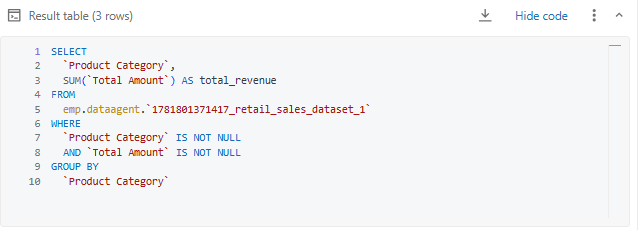 Result table (3 rows)
Hide code
1 SELECT
2 `Product Category`,
3 SUM(`Total Amount`) AS total_revenue
4 FROM
5 emp.dataagent.`1781801371417_retail_sales_dataset_1`
6 WHERE
7 `Product Category` IS NOT NULL
8 AND `Total Amount` IS NOT NULL
9 GROUP BY
10 `Product Category`